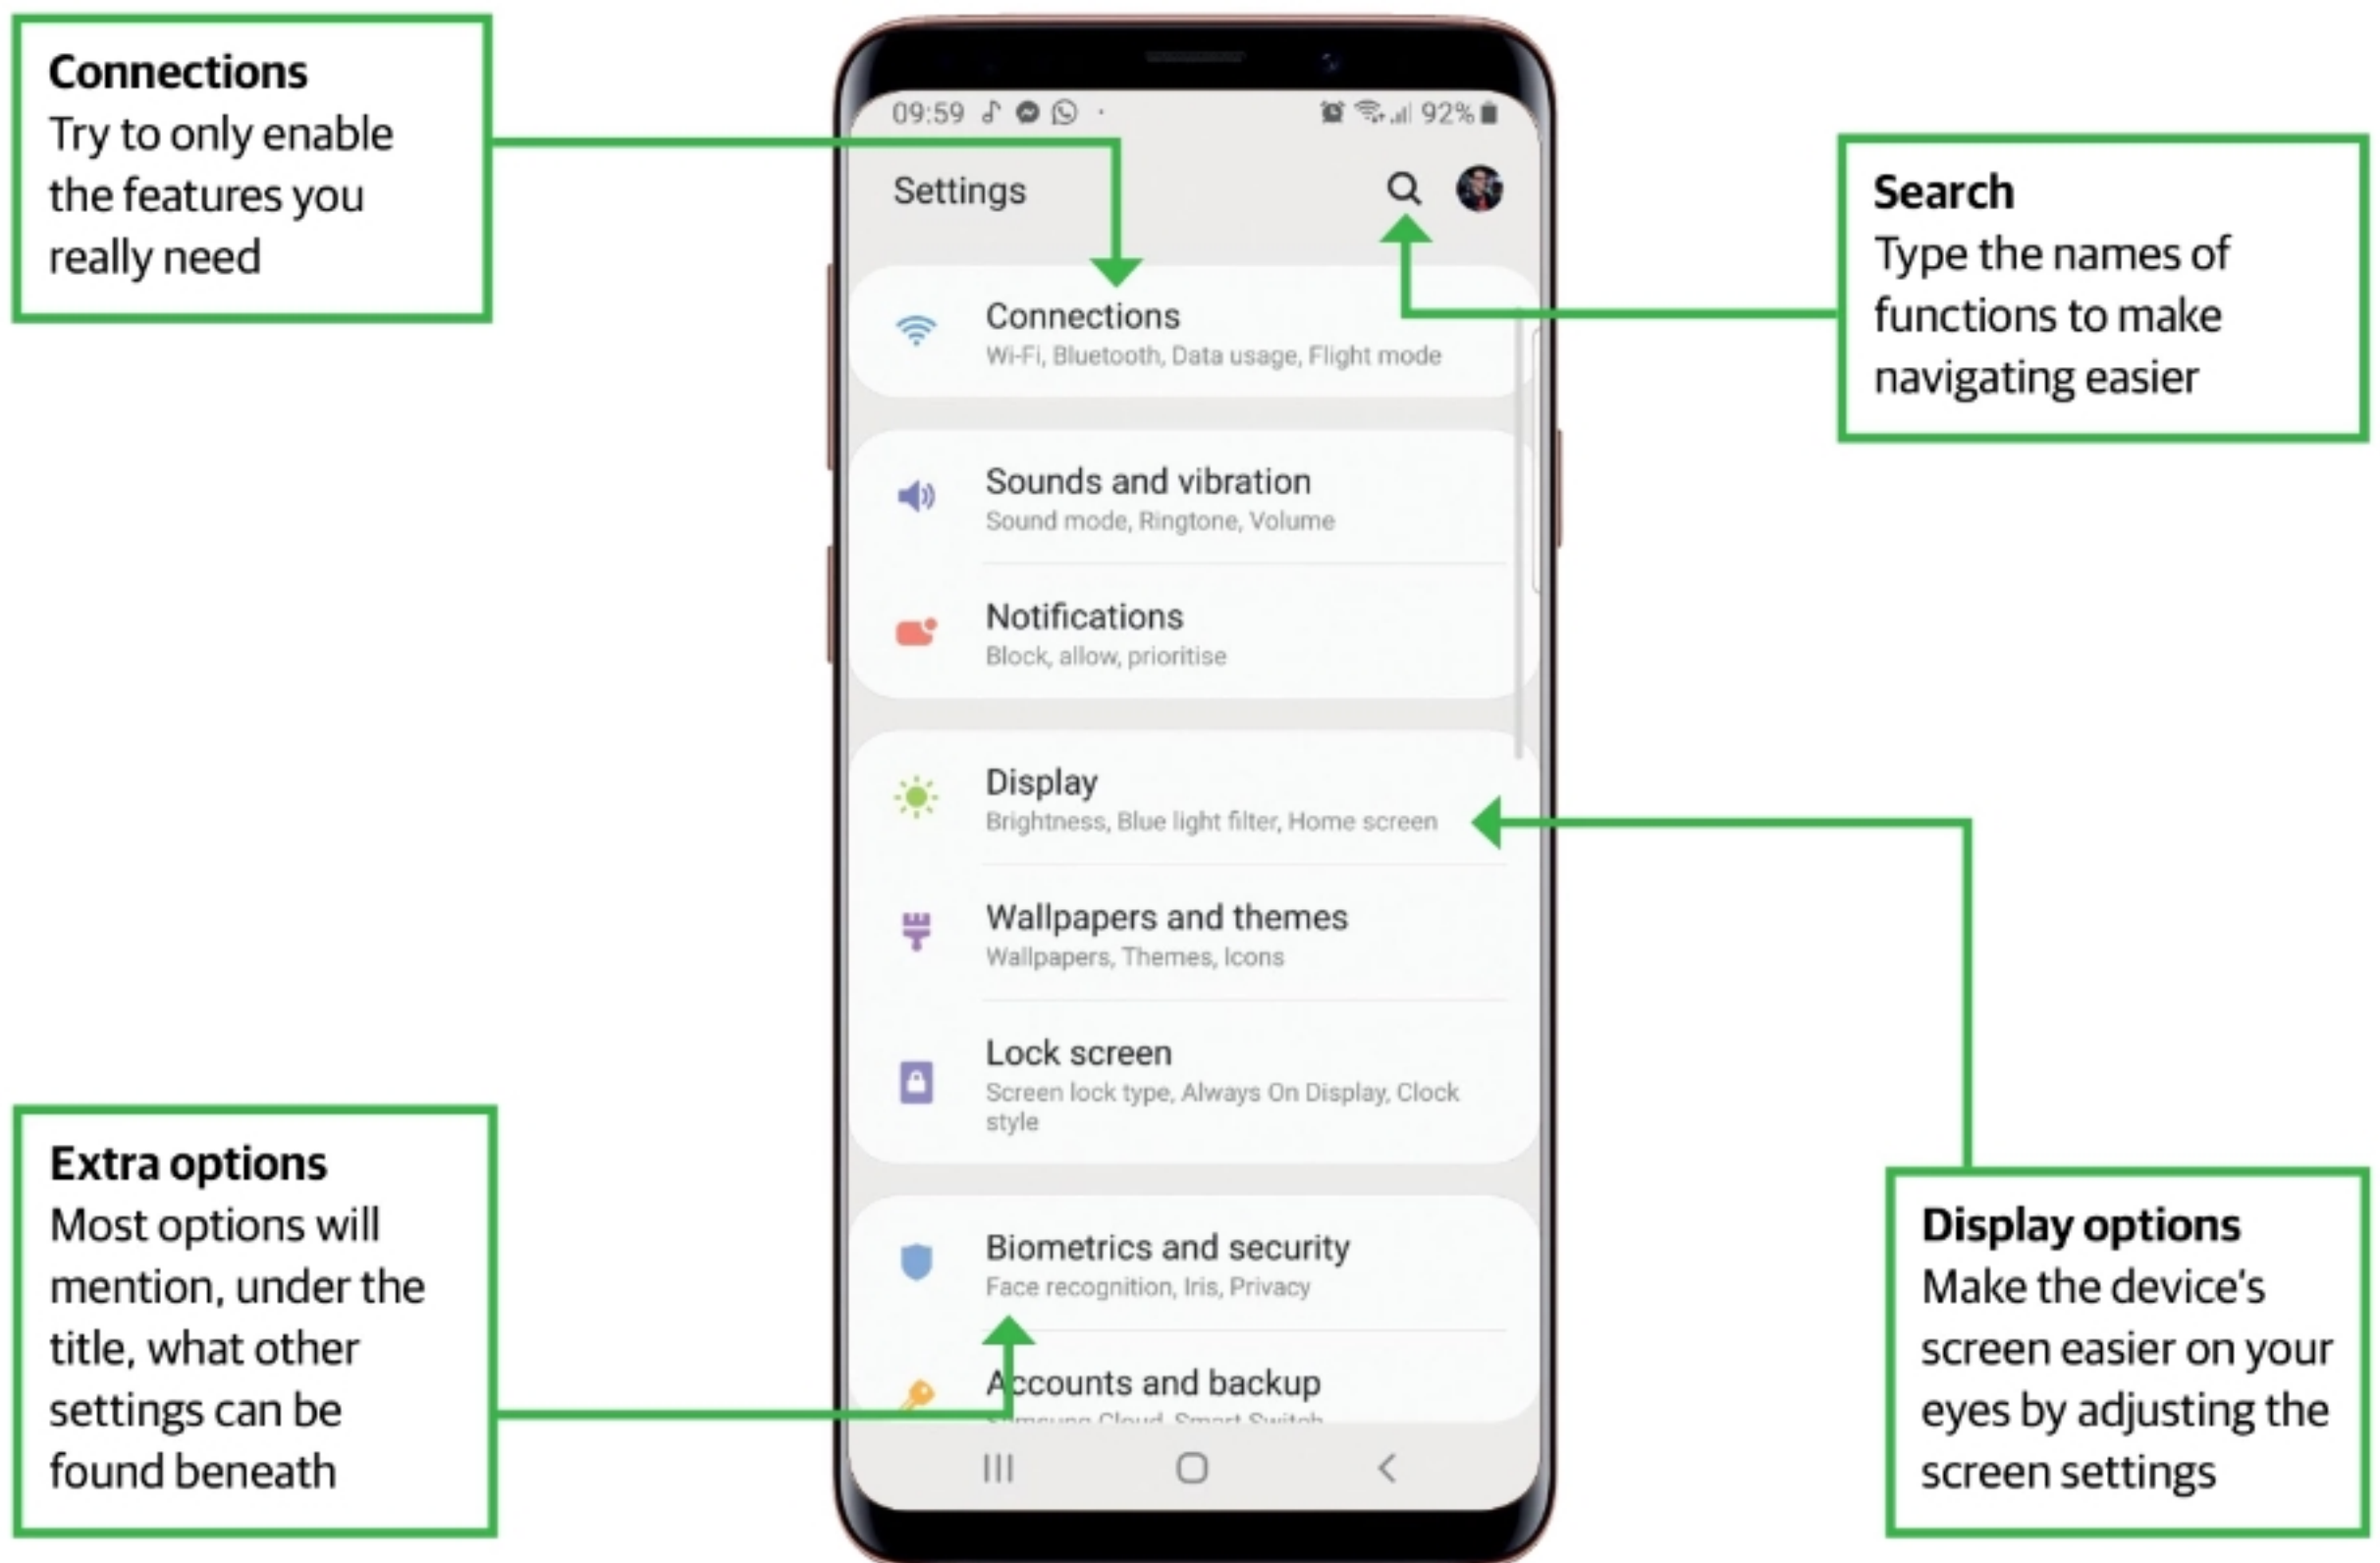 Connections
Try to only enable
the features you
really need
09:59
92%
Settings
Search
Type the names of
functions to make
navigating easier
Connections
Wi-Fi, Bluetooth, Data usage, Flight mode
Sounds and vibration
Sound mode, Ringtone, Volume
Notifications
Block, allow, prioritise
Display
Brightness, Blue light filter, Home screen
Wallpapers and themes
Wallpapers, Themes, Icons
Lock screen
Screen lock type, Always On Display, Clock
style
Biometrics and security
Face recognition, Iris, Privacy
Accounts and backup
Samsung Cloud, Smart Switch
Extra options
Most options will
mention, under the
title, what other
settings can be
found beneath
Display options
Make the device's
screen easier on your
eyes by adjusting the
screen settings